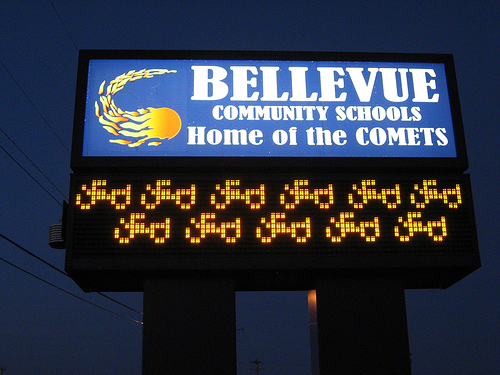 BELLEVUE
COMMUNITY SCHOOLS
Home of the COMETS